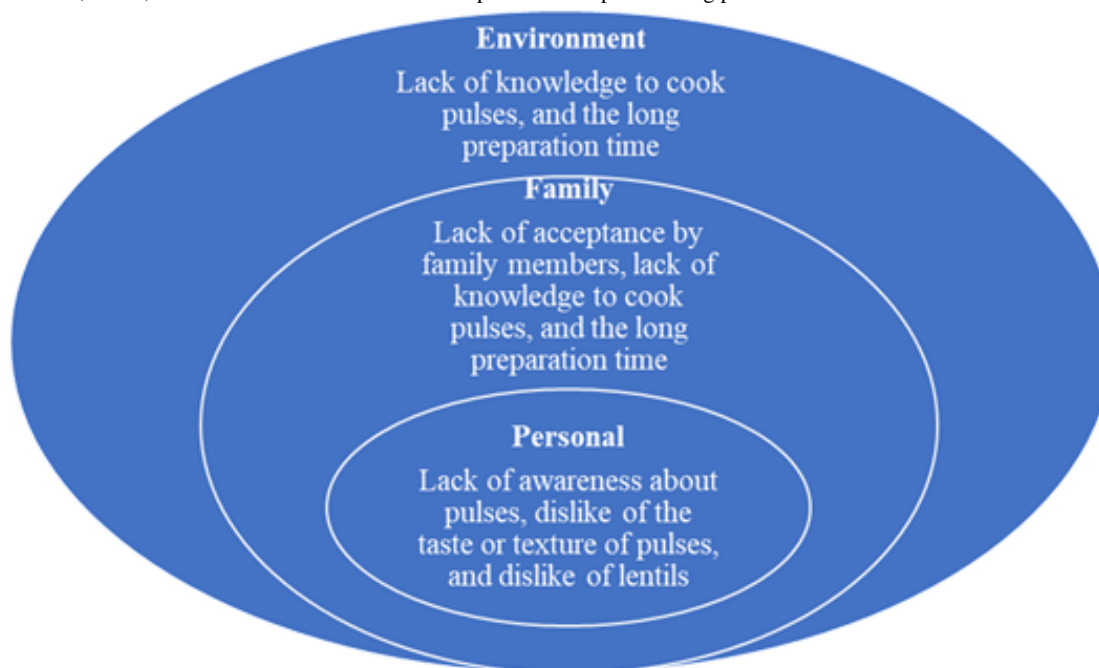 Environment
Lack of knowledge to cook
pulses, and the long
preparation time
Family
Lack of acceptance by
family members, lack of
knowledge to cook
pulses, and the long
preparation time
Personal
Lack of awareness about
pulses, dislike of the
taste or texture of pulses,
and dislike of lentils